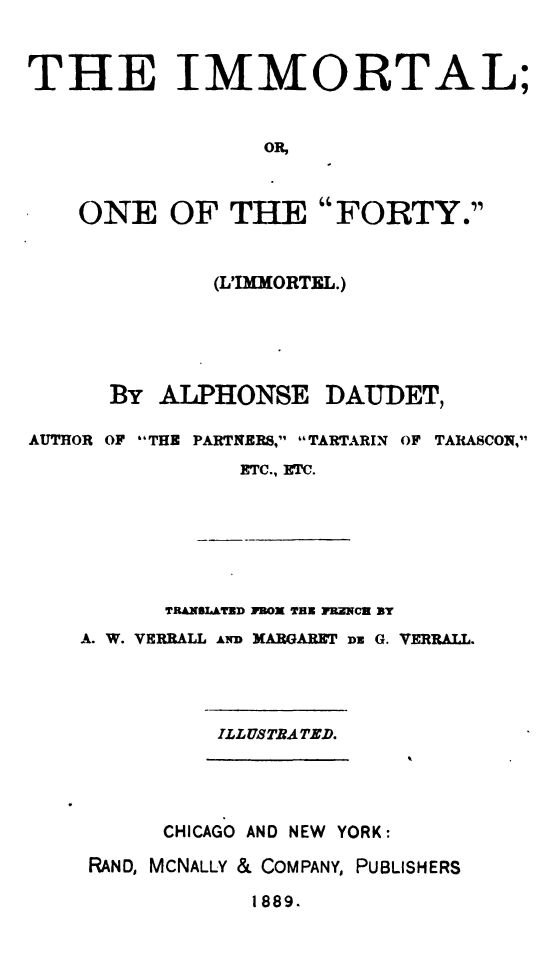 THE IMMORTAL;
OR,
ONE OF THE "FORTY."
(L'IMMORTEL.)
BY ALPHONSE DAUDET,
AUTHOR OF "THE PARTNERS," "TARTARIN OF TARASCON,"
ETC., ETC.
TRANSLATED FROM THE FRENCH BY
A. W. VERRALL AND MARGARET DE G. VERRALL.
ILLUSTRATED.
CHICAGO AND NEW YORK:
RAND, MCNALLY & COMPANY, PUBLISHERS
1889.